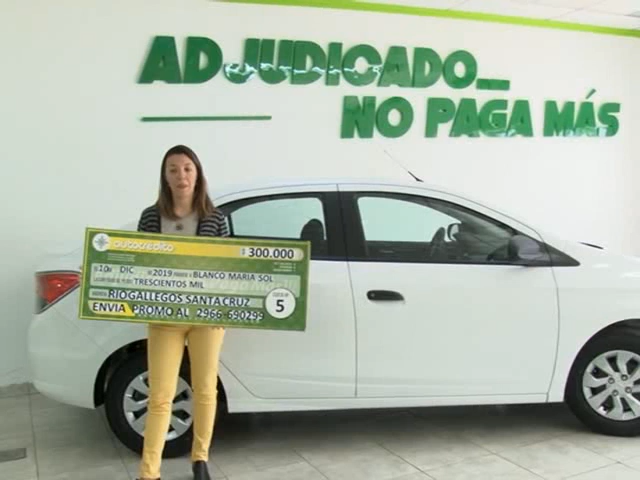 ADJUDICADO...
NO PAGA MÁS
autocrédito
$ 300.000
10 DIC 2019 BLANCO MARIA SOL
TRESCIENTOS MIL
RIO GALLEGOS SANTA CRUZ
5
ENVIA PROMO AL 2966-690299